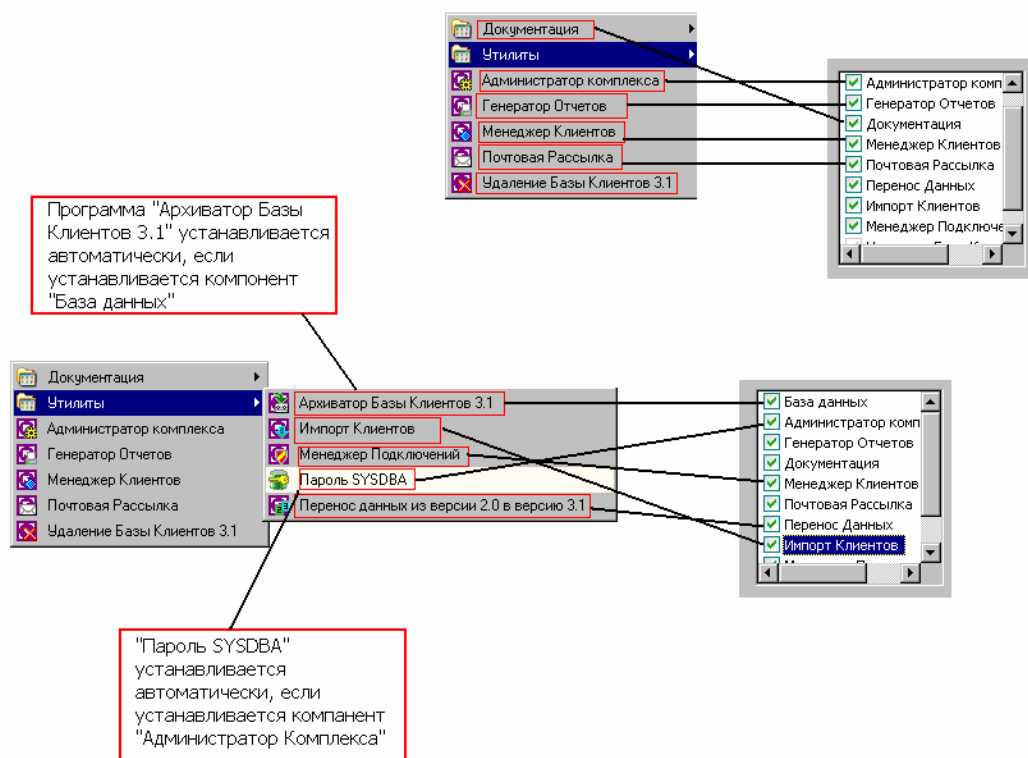 Документация
Утилиты
Администратор комплекса
Генератор Отчетов
Менеджер Клиентов
Почтовая Рассылка
Удаление Базы Клиентов 3.1
Администратор комп
Генератор Отчетов
Документация
Менеджер Клиентов
Почтовая Рассылка
Перенос Данных
Импорт Клиентов
Менеджер Подключе
Программа "Архиватор Базы
Клиентов 3.1" устанавливается
автоматически, если
устанавливается компонент
"База данных"
Документация
Утилиты
Администратор комплекса
Генератор Отчетов
Менеджер Клиентов
Почтовая Рассылка
Удаление Базы Клиентов 3.1
Архиватор Базы Клиентов 3.1
Импорт Клиентов
Менеджер Подключений
Пароль SYSDBA
Перенос данных из версии 2.0 в версию 3.1
База данных
Администратор комп
Генератор Отчетов
Документация
Менеджер Клиентов
Почтовая Рассылка
Перенос Данных
Импорт Клиентов
"Пароль SYSDBA"
устанавливается
автоматически, если
устанавливается компанент
"Администратор Комплекса"